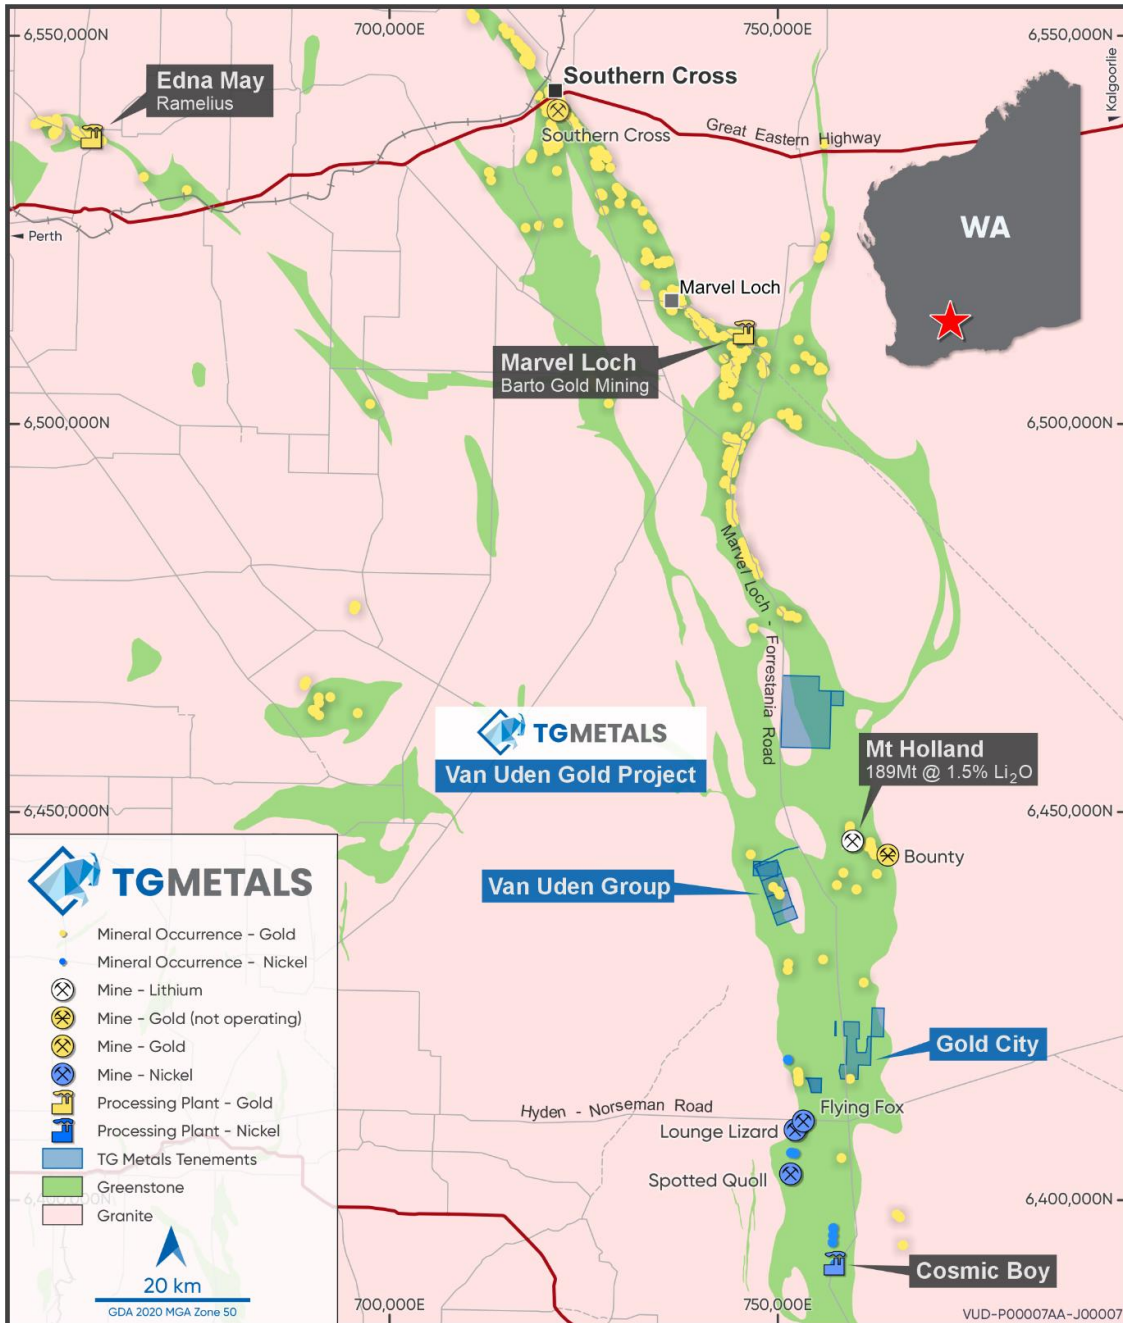 700,000E
750,000E
6,550,000N
6,550,000N
Kalgoorlie
Edna May
Ramelius
Southern Cross
Southern Cross
Great Eastern Highway
WA
Perth
Marvel Loch
Marvel Loch
Barto Gold Mining
6,500,000N
6,500,000N
Marvel Loch - Forrestania Road
TGMETALS
Van Uden Gold Project
Mt Holland
189Mt @ 1.5% Li₂O
6,450,000N
6,450,000N
Bounty
Van Uden Group
Gold City
Hyden - Norseman Road
Flying Fox
Lounge Lizard
Spotted Quoll
6,400,000N
6,400,000N
Cosmic Boy
700,000E
750,000E
VUD-P00007AA-J00007
TGMETALS
Mineral Occurrence - Gold
Mineral Occurrence - Nickel
Mine - Lithium
Mine - Gold (not operating)
Mine - Gold
Mine - Nickel
Processing Plant - Gold
Processing Plant - Nickel
TG Metals Tenements
Greenstone
Granite
20 km
GDA 2020 MGA Zone 50